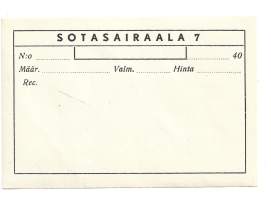 SOTASAIRAALA 7
N:o 40
Määr. Valm. Hinta
Rec.